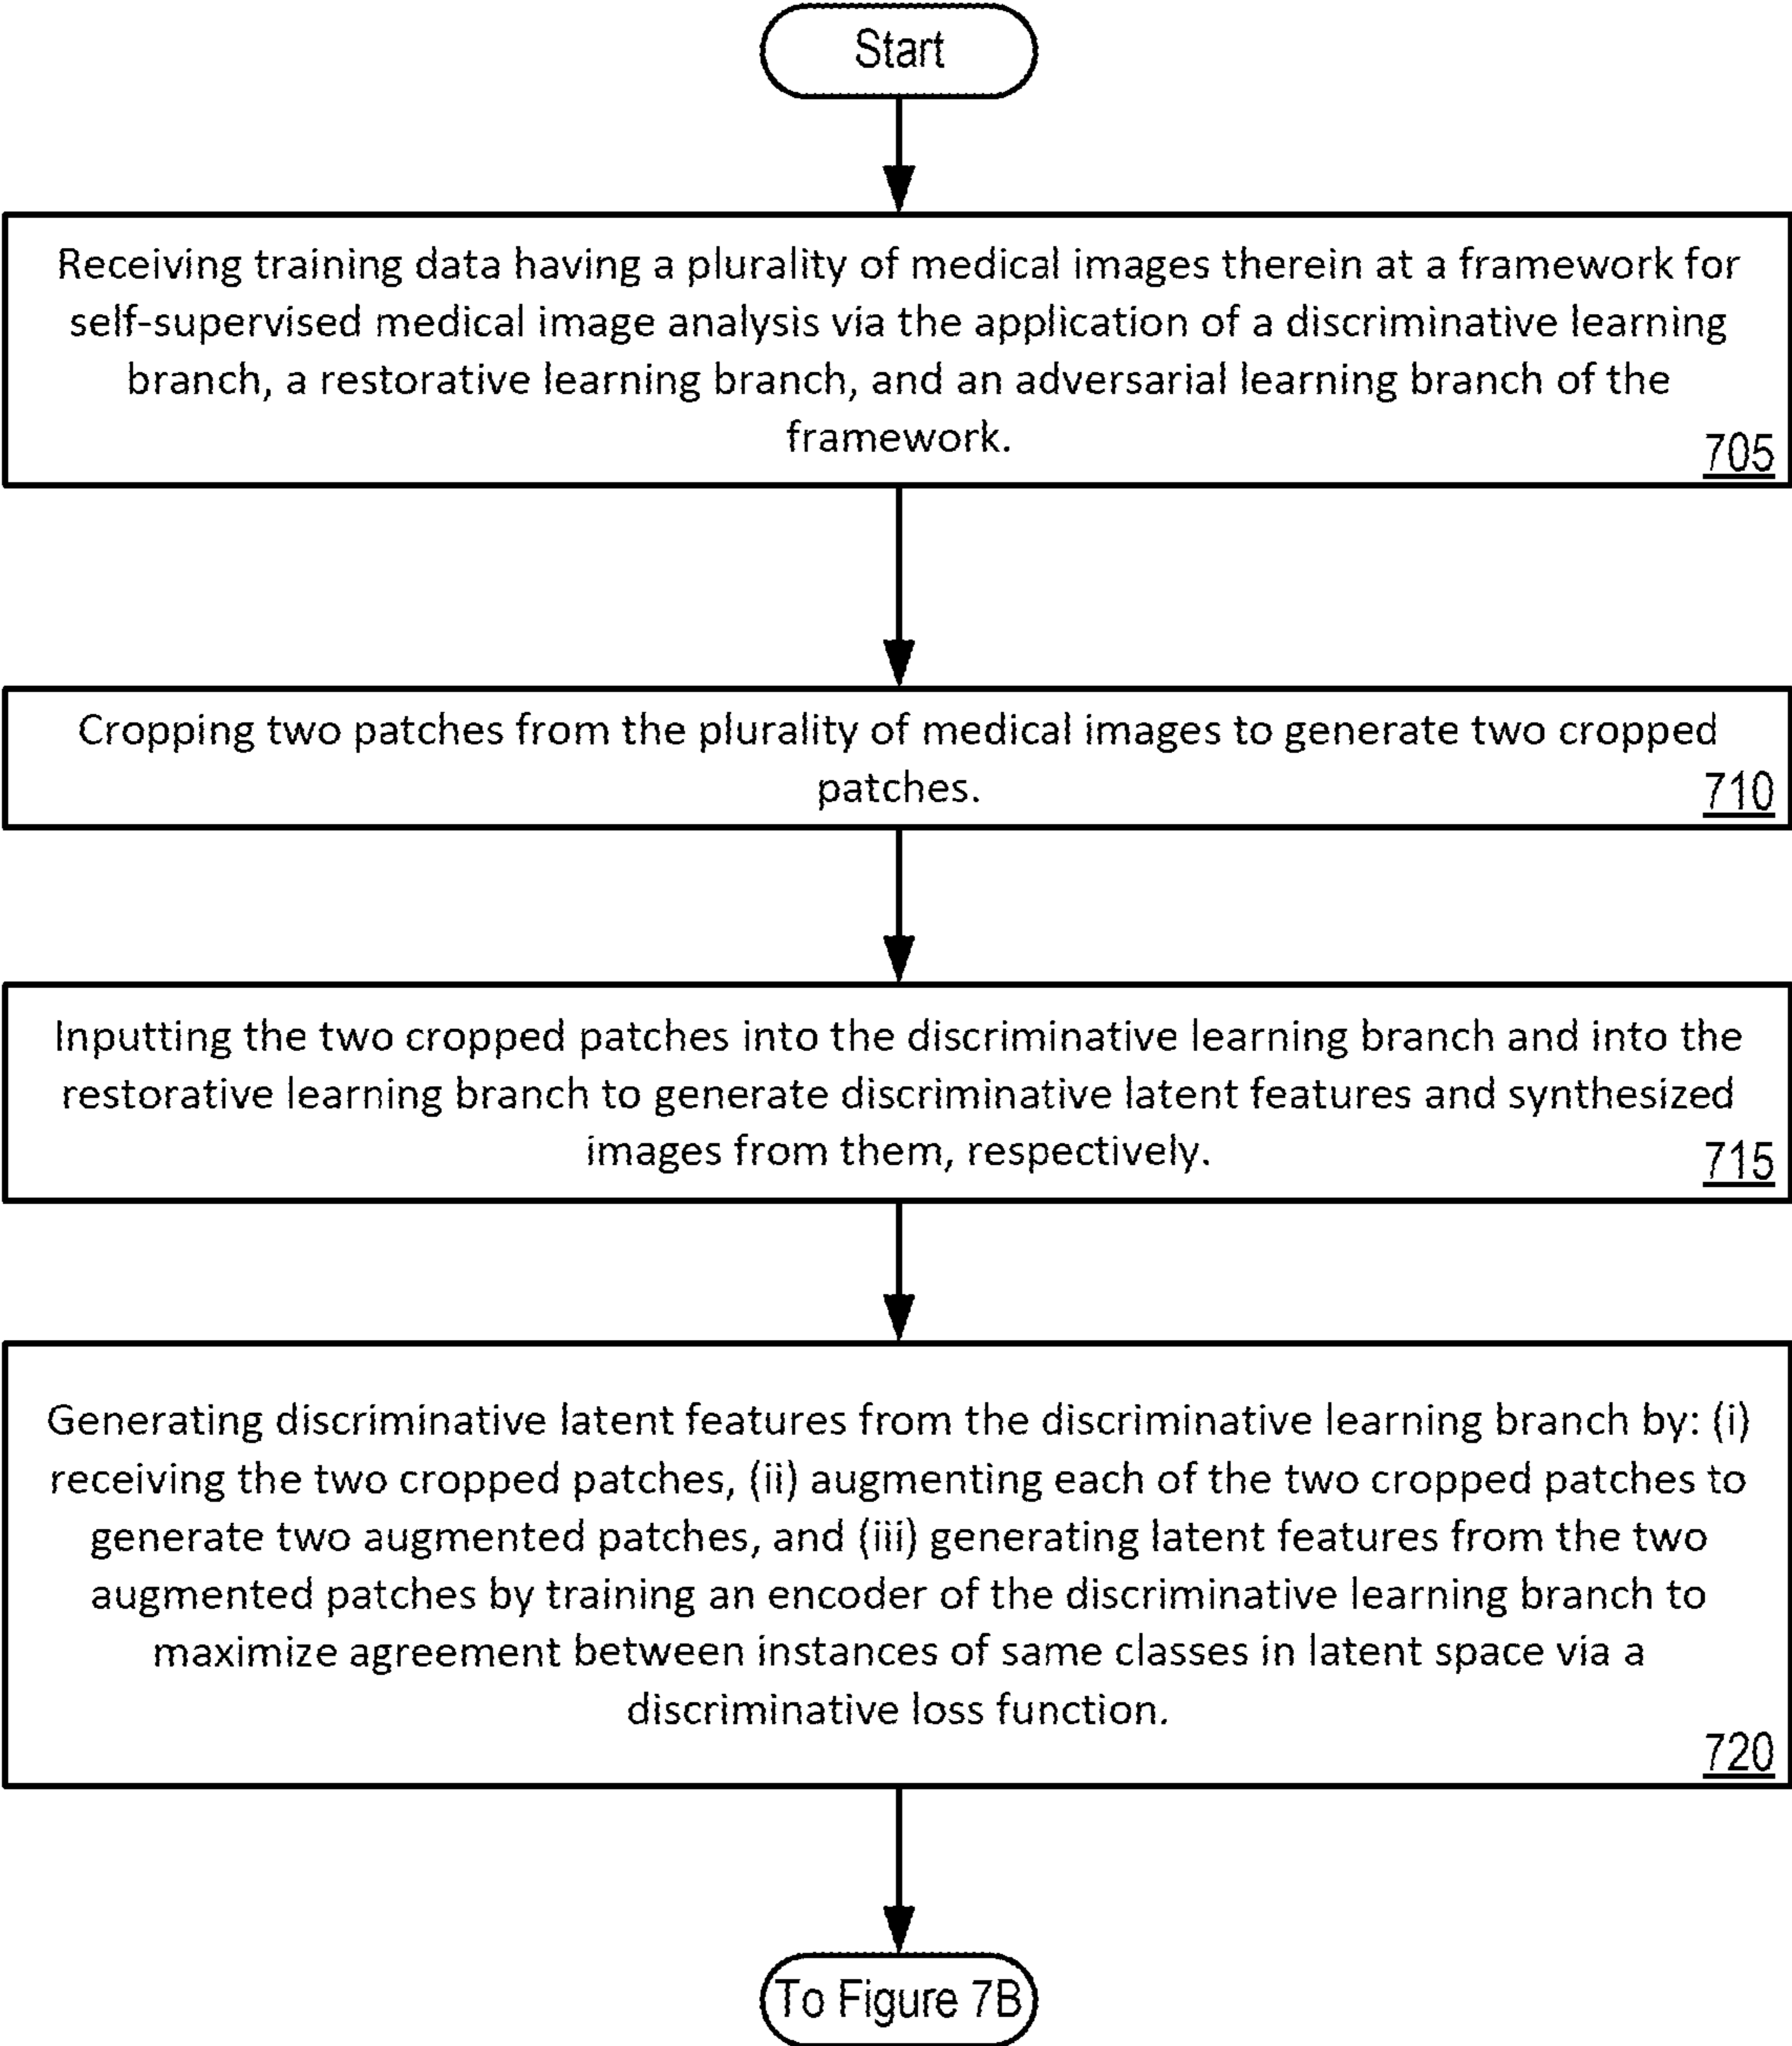 Start
Receiving training data having a plurality of medical images therein at a framework for
self-supervised medical image analysis via the application of a discriminative learning
branch, a restorative learning branch, and an adversarial learning branch of the
framework.
705
Cropping two patches from the plurality of medical images to generate two cropped
patches.
710
Inputting the two cropped patches into the discriminative learning branch and into the
restorative learning branch to generate discriminative latent features and synthesized
images from them, respectively.
715
Generating discriminative latent features from the discriminative learning branch by: (i)
receiving the two cropped patches, (ii) augmenting each of the two cropped patches to
generate two augmented patches, and (iii) generating latent features from the two
augmented patches by training an encoder of the discriminative learning branch to
maximize agreement between instances of same classes in latent space via a
discriminative loss function.
720
To Figure 7B